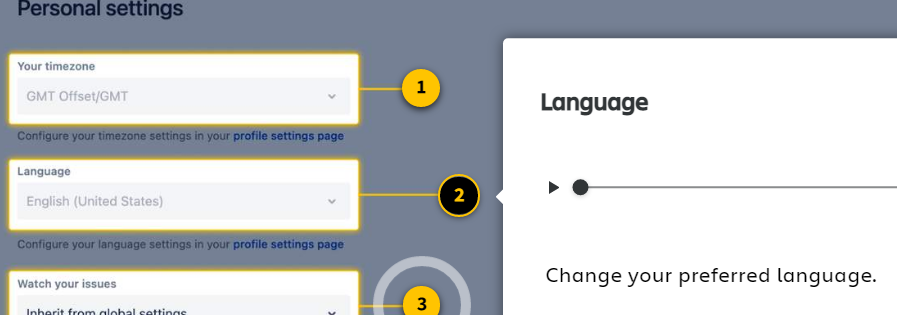 Personal settings
Your timezone
GMT Offset/GMT
1
Configure your timezone settings in your profile settings page
Language
English (United States)
2
Configure your language settings in your profile settings page
Watch your issues
Inherit from global settings
3
Language
Change your preferred language.